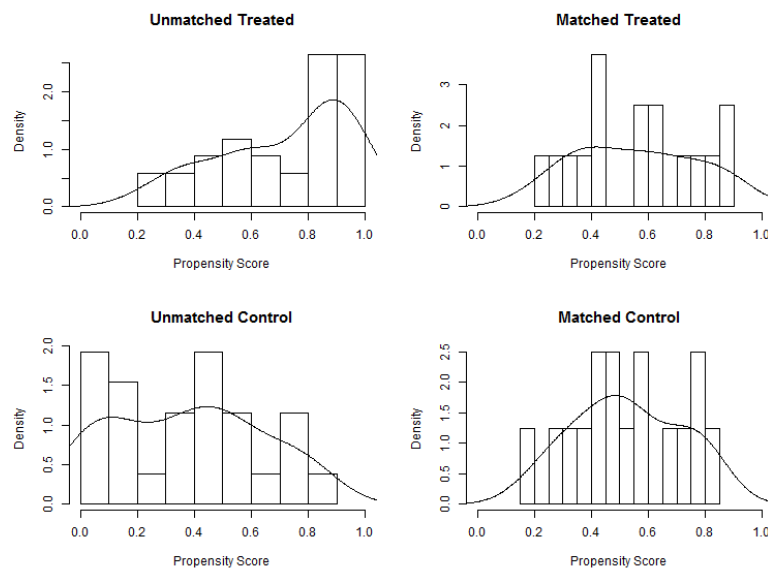 Unmatched Treated
Density
0.0 1.0 2.0
0.0 0.2 0.4 0.6 0.8 1.0
Propensity Score
Matched Treated
Density
0 1 2 3
0.0 0.2 0.4 0.6 0.8 1.0
Propensity Score
Unmatched Control
Density
0.0 0.5 1.0 1.5 2.0
0.0 0.2 0.4 0.6 0.8 1.0
Propensity Score
Matched Control
Density
0.0 0.5 1.0 1.5 2.0 2.5
0.0 0.2 0.4 0.6 0.8 1.0
Propensity Score